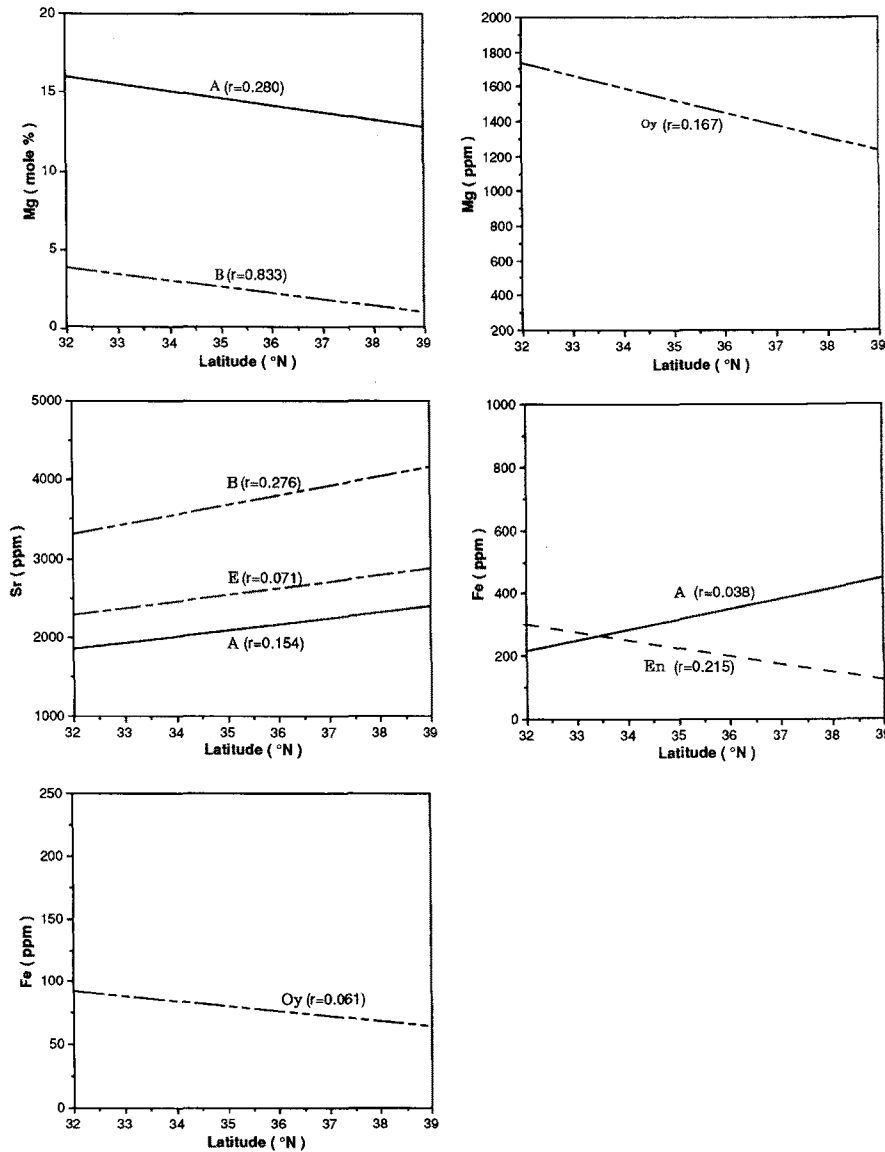 20
15
10
5
0
Mg ( mole % )
A (r=0.280)
B (r=0.833)
32 33 34 35 36 37 38 39
Latitude ( °N )
2000
1800
1600
1400
1200
1000
800
600
400
200
Mg ( ppm )
Oy (r=0.167)
32 33 34 35 36 37 38 39
Latitude ( °N )
5000
4000
3000
2000
1000
Sr ( ppm )
B (r=0.276)
E (r=0.071)
A (r=0.154)
32 33 34 35 36 37 38 39
Latitude ( °N )
1000
800
600
400
200
0
Fe ( ppm )
A (r=0.038)
En (r=0.215)
32 33 34 35 36 37 38 39
Latitude ( °N )
250
200
150
100
50
0
Fe ( ppm )
Oy (r=0.061)
32 33 34 35 36 37 38 39
Latitude ( °N )